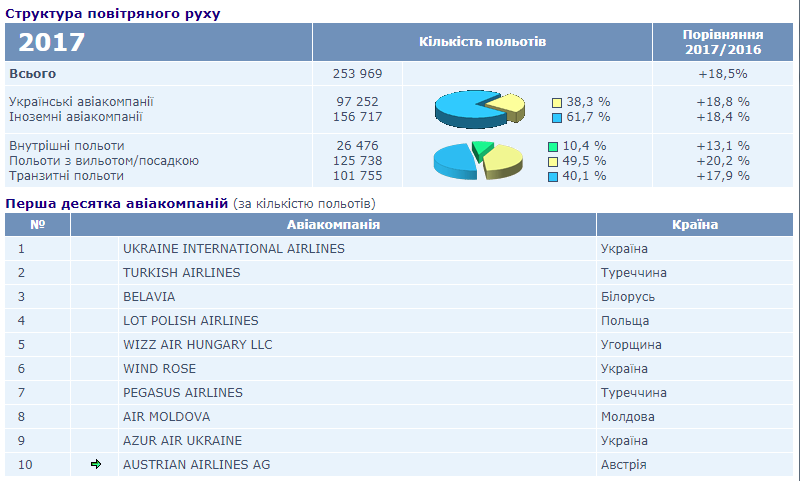 Структура повітряного руху
2017 Кількість польотів Порівняння 2017/2016
Всього 253 969 +18,5%
Українські авіакомпанії 97 252 38,3 % +18,8 %
Іноземні авіакомпанії 156 717 61,7 % +18,4 %
Внутрішні польоти 26 476 10,4 % +13,1 %
Польоти з вильотом/посадкою 125 738 49,5 % +20,2 %
Транзитні польоти 101 755 40,1 % +17,9 %
Перша десятка авіакомпаній (за кількістю польотів)
№ Авіакомпанія Країна
1 UKRAINE INTERNATIONAL AIRLINES Україна
2 TURKISH AIRLINES Туреччина
3 BELAVIA Білорусь
4 LOT POLISH AIRLINES Польща
5 WIZZ AIR HUNGARY LLC Угорщина
6 WIND ROSE Україна
7 PEGASUS AIRLINES Туреччина
8 AIR MOLDOVA Молдова
9 AZUR AIR UKRAINE Україна
10 AUSTRIAN AIRLINES AG Австрія